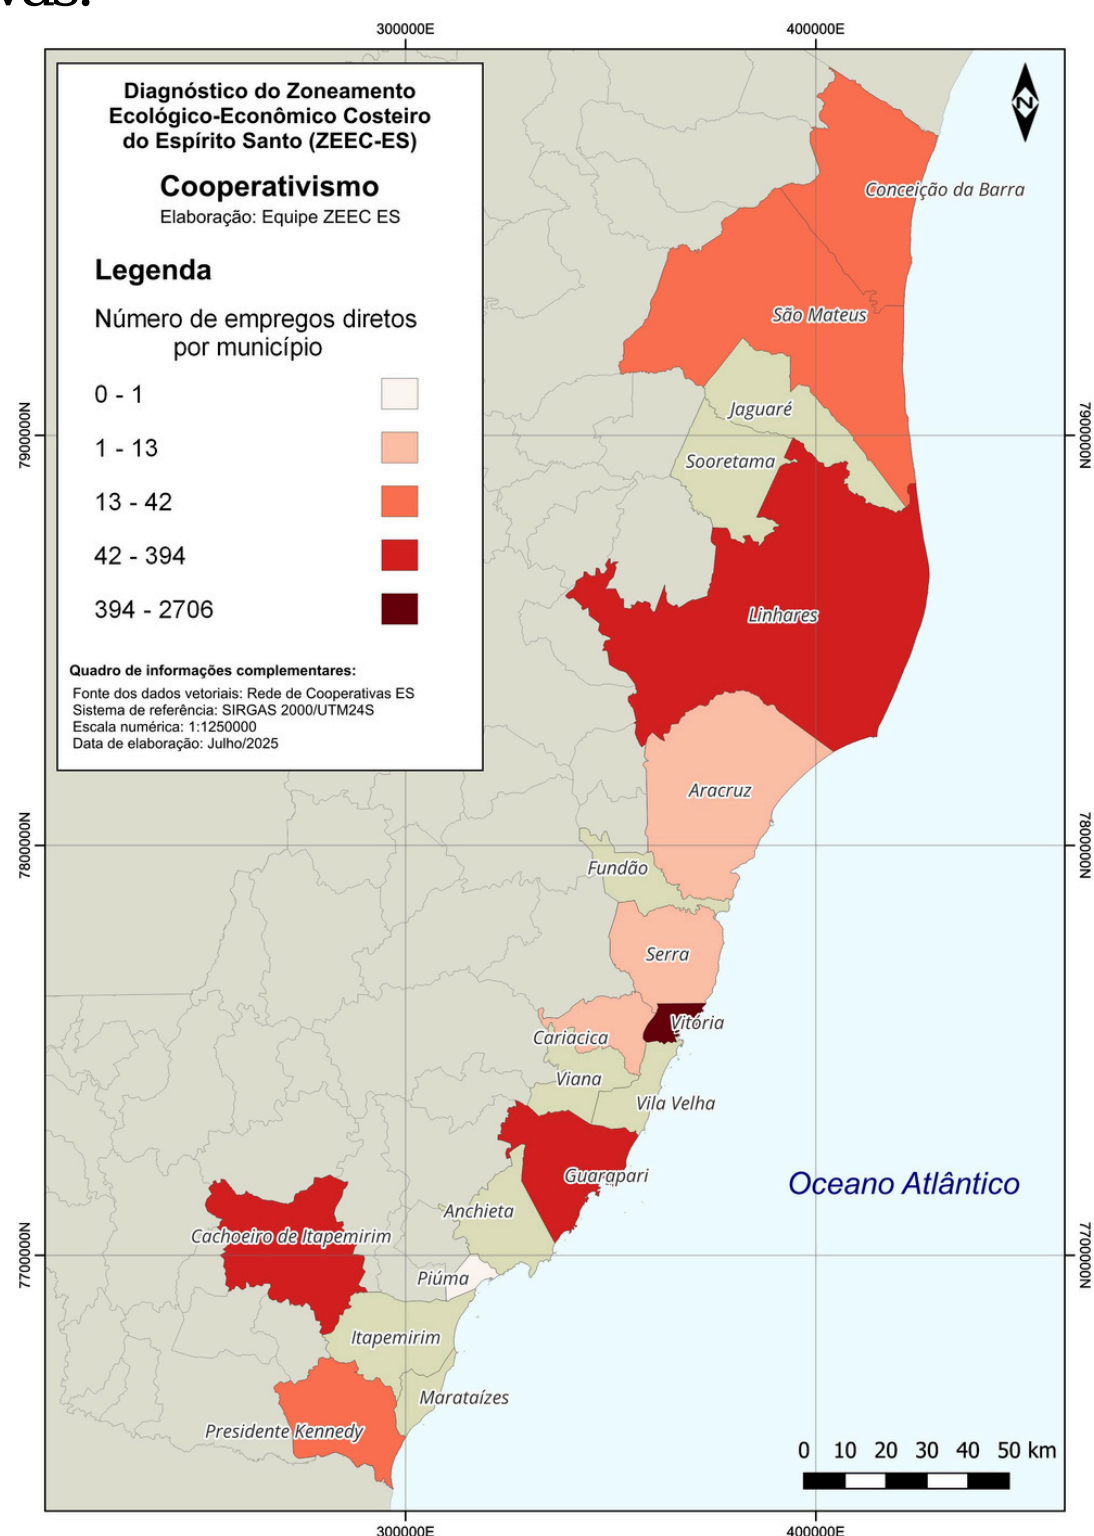 300000E
400000E
Diagnóstico do Zoneamento
Ecológico-Econômico Costeiro
do Espírito Santo (ZEEC-ES)
Cooperativismo
Elaboração: Equipe ZEEC ES
Legenda
Número de empregos diretos
por município
0 - 1
1 - 13
13 - 42
42 - 394
394 - 2706
Quadro de informações complementares:
Fonte dos dados vetoriais: Rede de Cooperativas ES
Sistema de referência: SIRGAS 2000/UTM24S
Escala numérica: 1:1250000
Data de elaboração: Julho/2025
N
Conceição da Barra
São Mateus
Jaguaré
7900000N
7900000N
Sooretama
Linhares
Aracruz
7800000N
7800000N
Fundão
Serra
Vitória
Cariacica
Viana
Vila Velha
Guarapari
Oceano Atlântico
Anchieta
Cachoeiro de Itapemirim
7700000N
7700000N
Piúma
Itapemirim
Marataízes
Presidente Kennedy
0 10 20 30 40 50 km
300000E
400000E